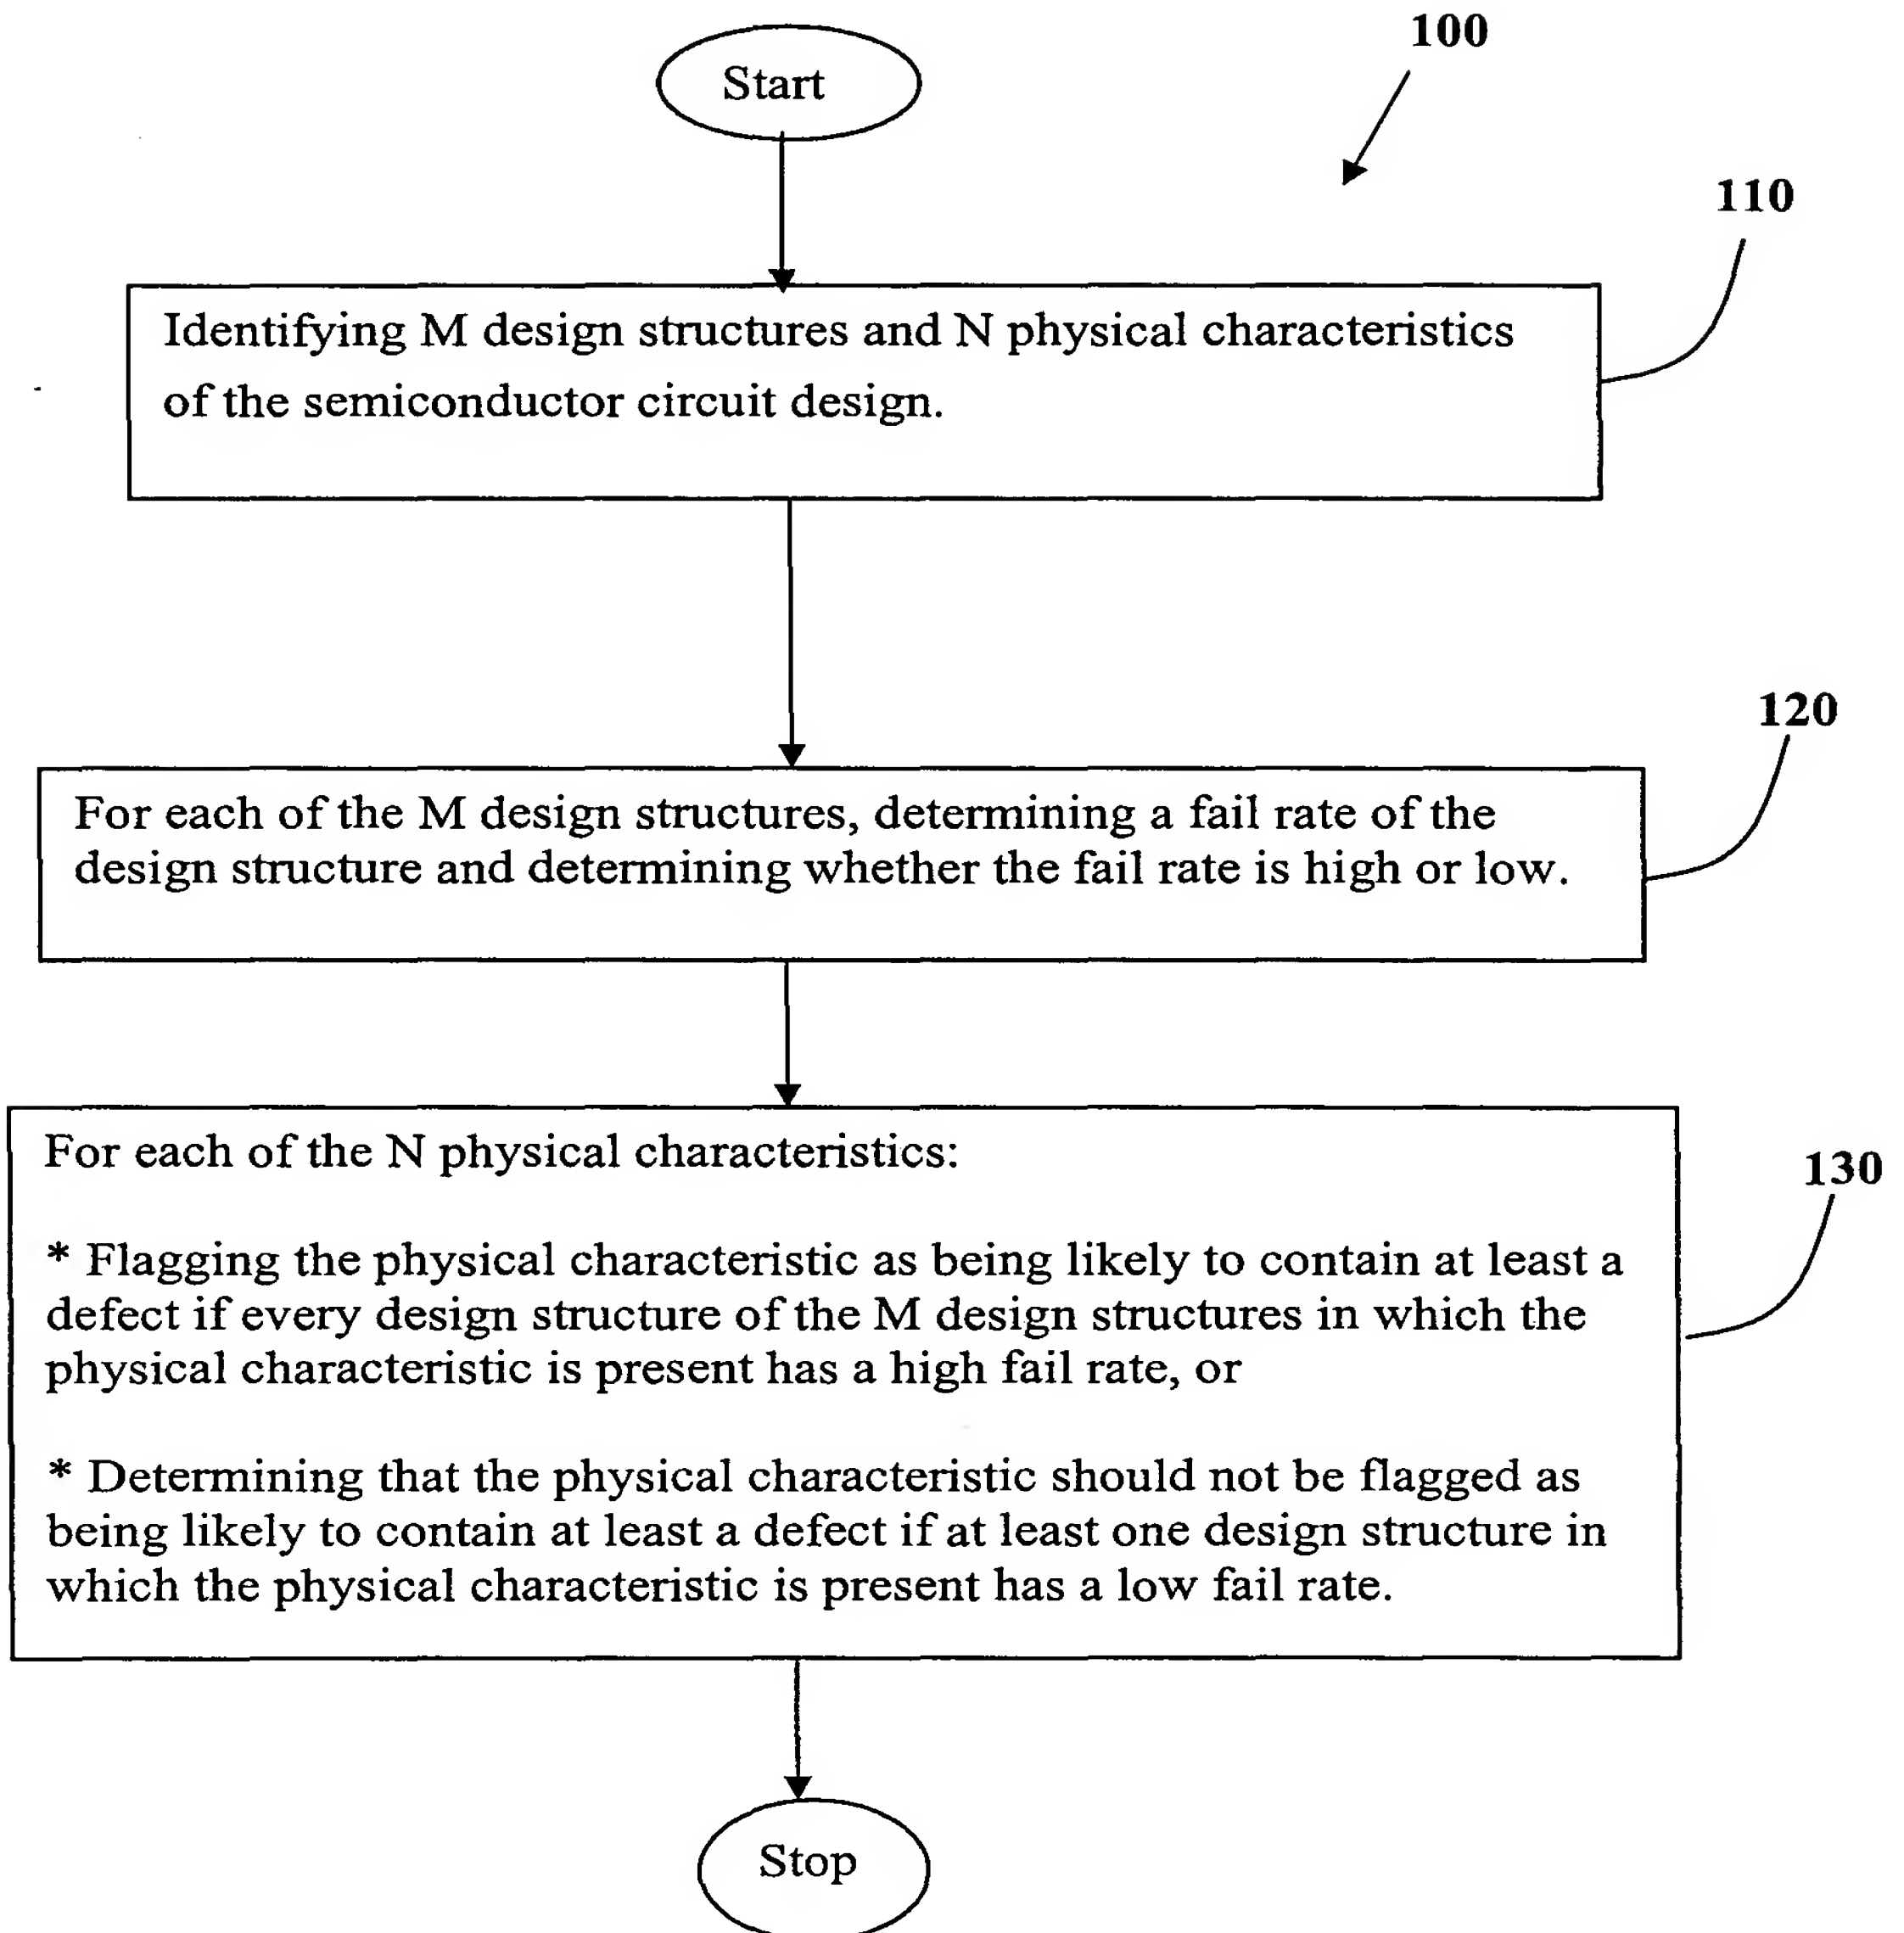 100
Start
110
Identifying M design structures and N physical characteristics
of the semiconductor circuit design.
120
For each of the M design structures, determining a fail rate of the
design structure and determining whether the fail rate is high or low.
130
For each of the N physical characteristics:
* Flagging the physical characteristic as being likely to contain at least a
defect if every design structure of the M design structures in which the
physical characteristic is present has a high fail rate, or
* Determining that the physical characteristic should not be flagged as
being likely to contain at least a defect if at least one design structure in
which the physical characteristic is present has a low fail rate.
Stop